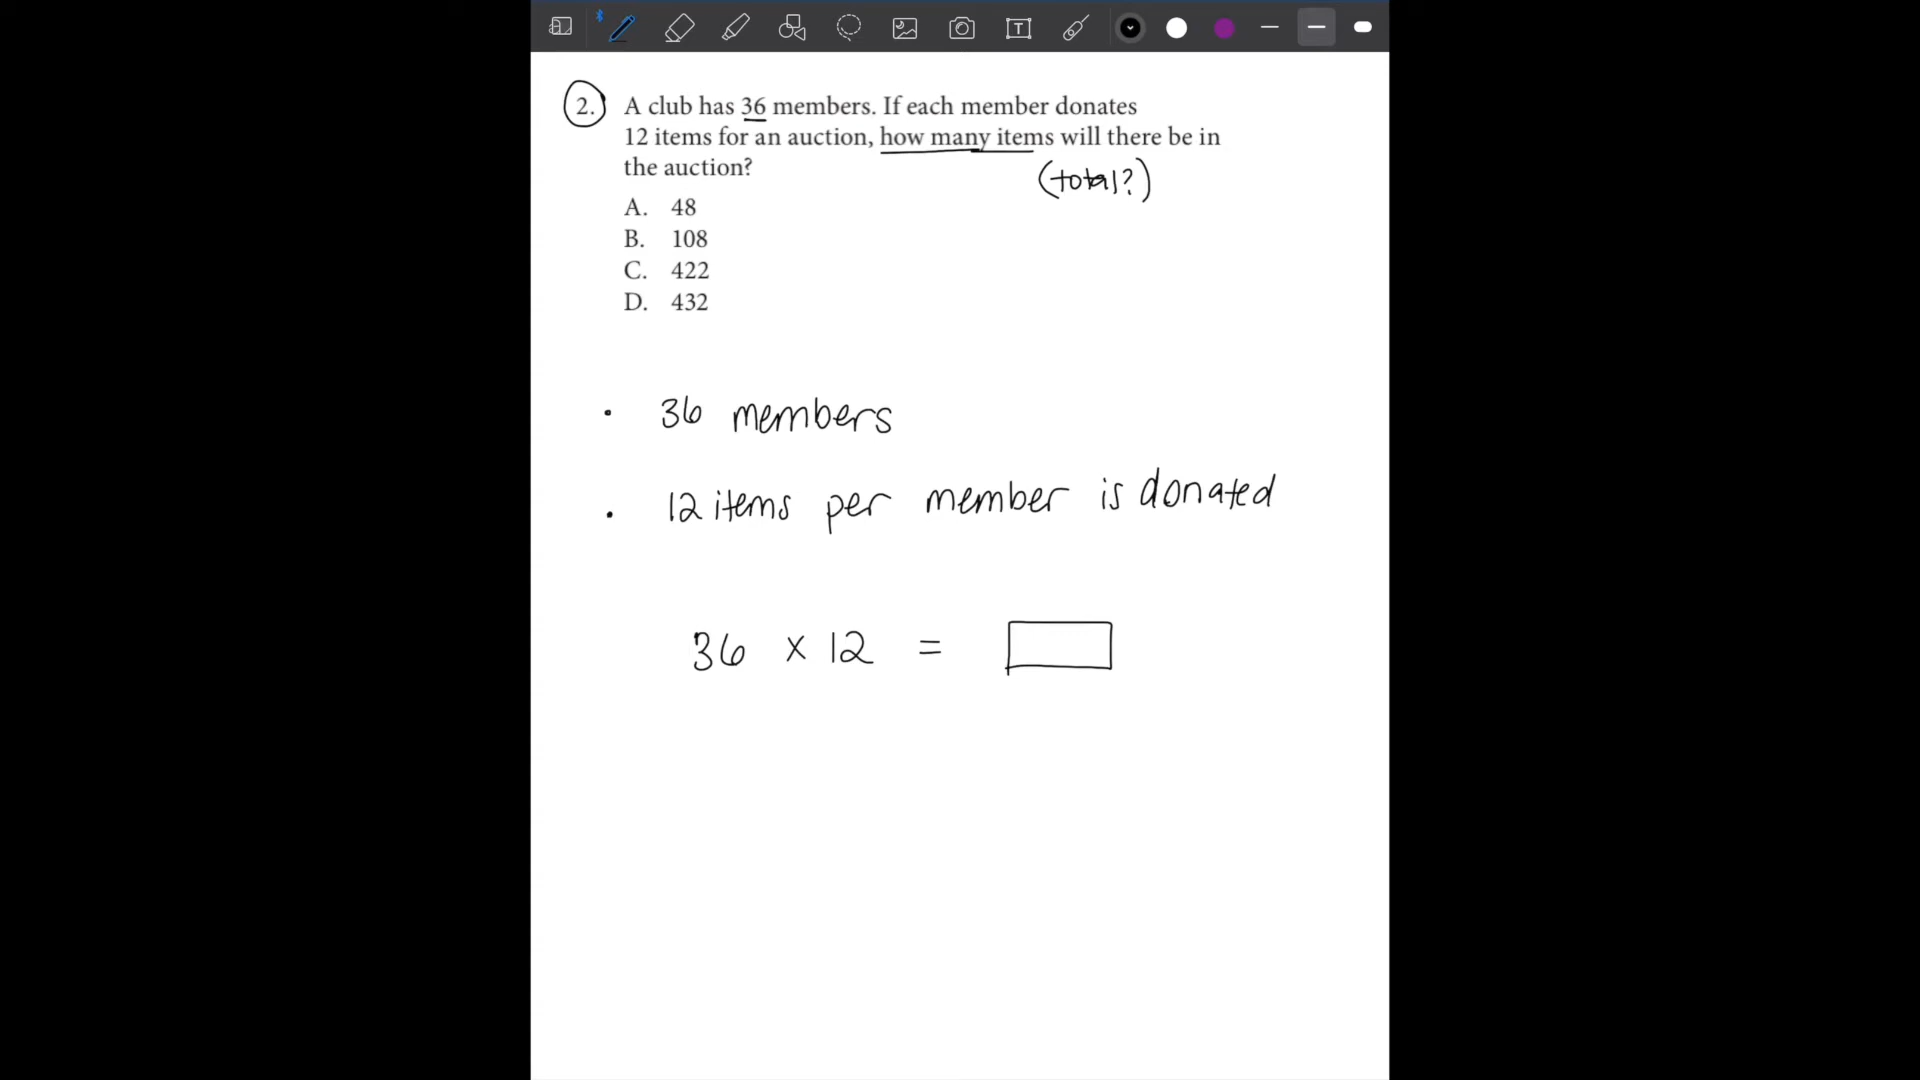 2. A club has 36 members. If each member donates
12 items for an auction, how many items will there be in
the auction?
(total?)
A. 48
B. 108
C. 422
D. 432
· 36 members
· 12 items per member is donated
36 x 12 =